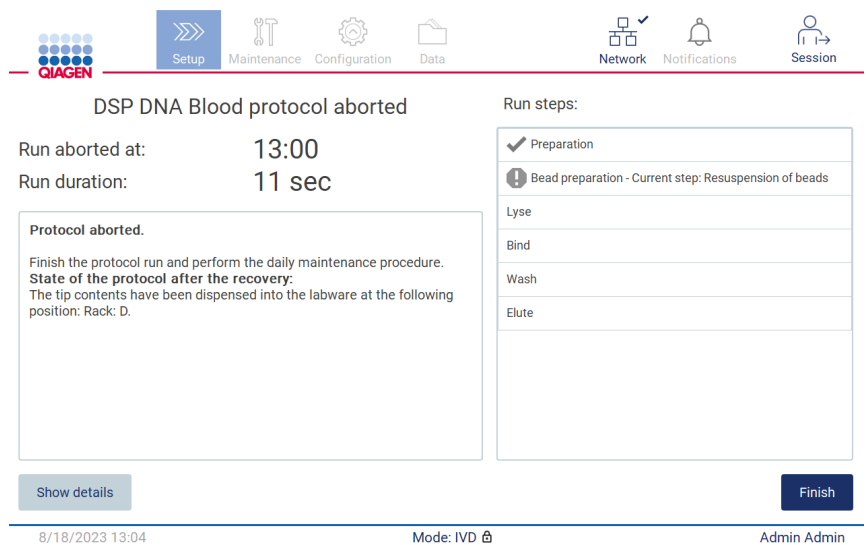 QIAGEN
Setup
Maintenance
Configuration
Data
Network
Notifications
Session
DSP DNA Blood protocol aborted
Run aborted at: 13:00
Run duration: 11 sec
Protocol aborted.
Finish the protocol run and perform the daily maintenance procedure.
State of the protocol after the recovery:
The tip contents have been dispensed into the labware at the following
position: Rack: D.
Show details
Run steps:
Preparation
Bead preparation - Current step: Resuspension of beads
Lyse
Bind
Wash
Elute
Finish
8/18/2023 13:04
Mode: IVD
Admin Admin